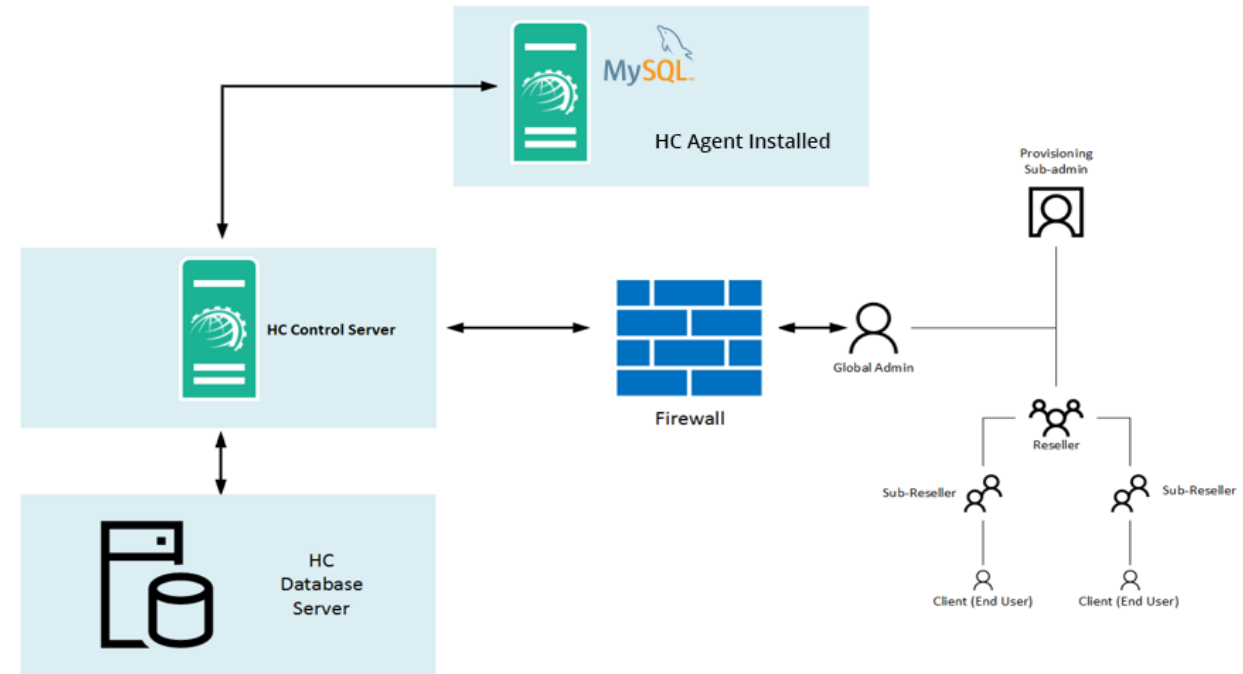 MySQL™
HC Agent Installed
Provisioning
Sub-admin
HC Control Server
Global Admin
Firewall
Reseller
Sub-Reseller
Sub-Reseller
HC
Database
Server
Client (End User)
Client (End User)